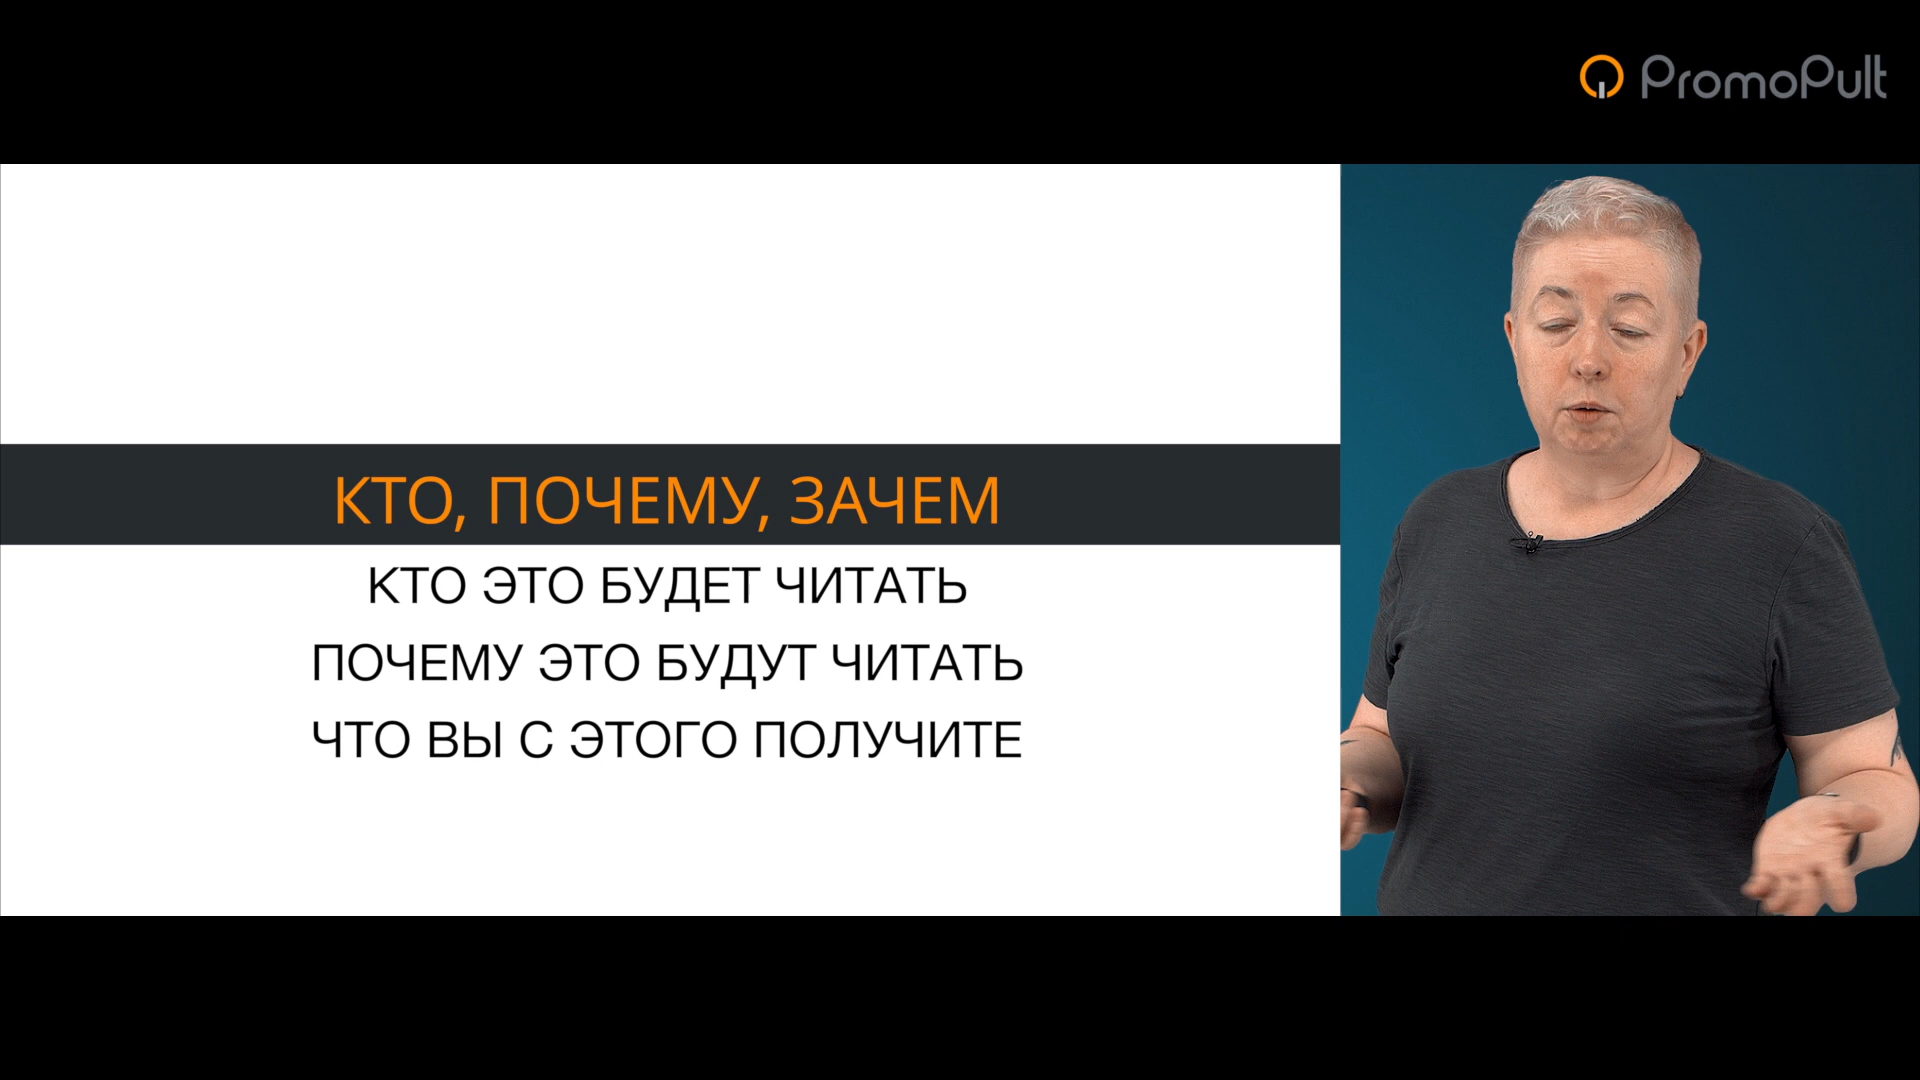 PromoPult
КТО, ПОЧЕМУ, ЗАЧЕМ
КТО ЭТО БУДЕТ ЧИТАТЬ
ПОЧЕМУ ЭТО БУДУТ ЧИТАТЬ
ЧТО ВЫ С ЭТОГО ПОЛУЧИТЕ